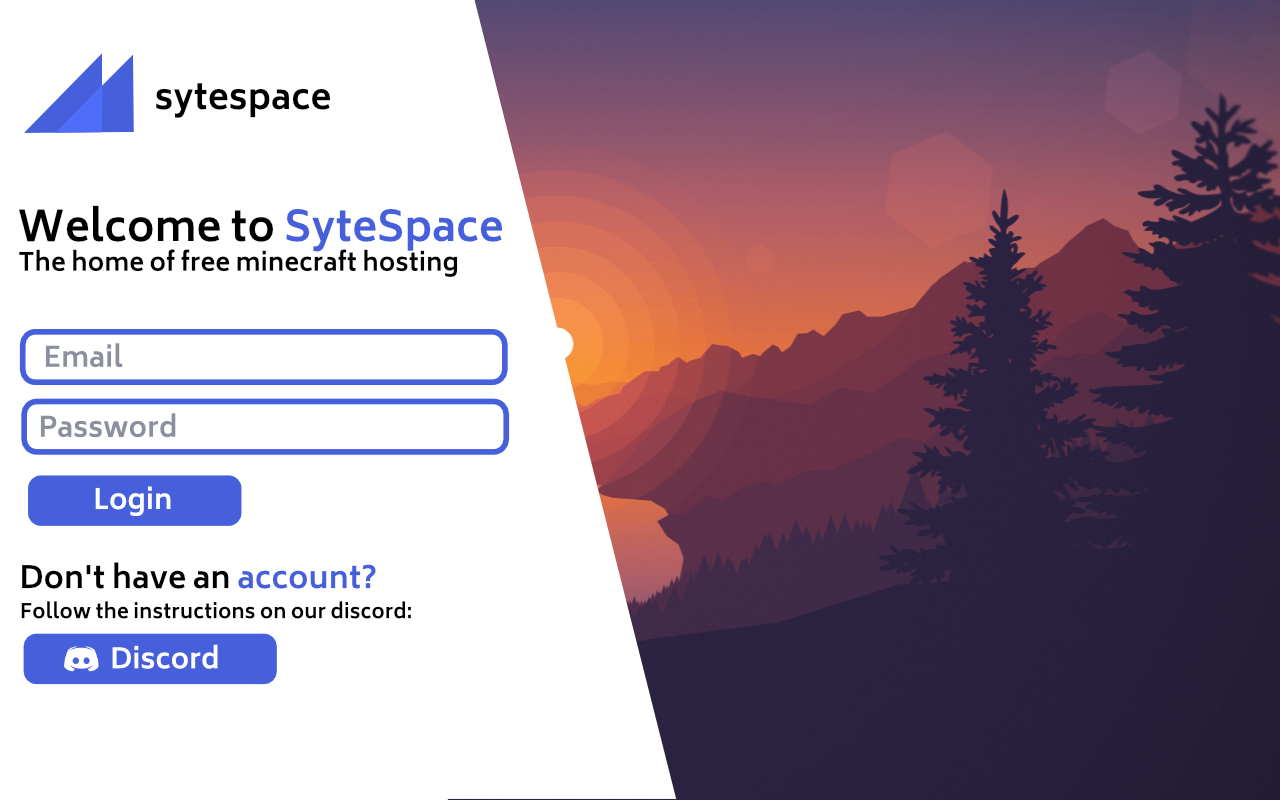 sytespace
Welcome to SyteSpace
The home of free minecraft hosting
Email
Password
Login
Don't have an account?
Follow the instructions on our discord:
Discord